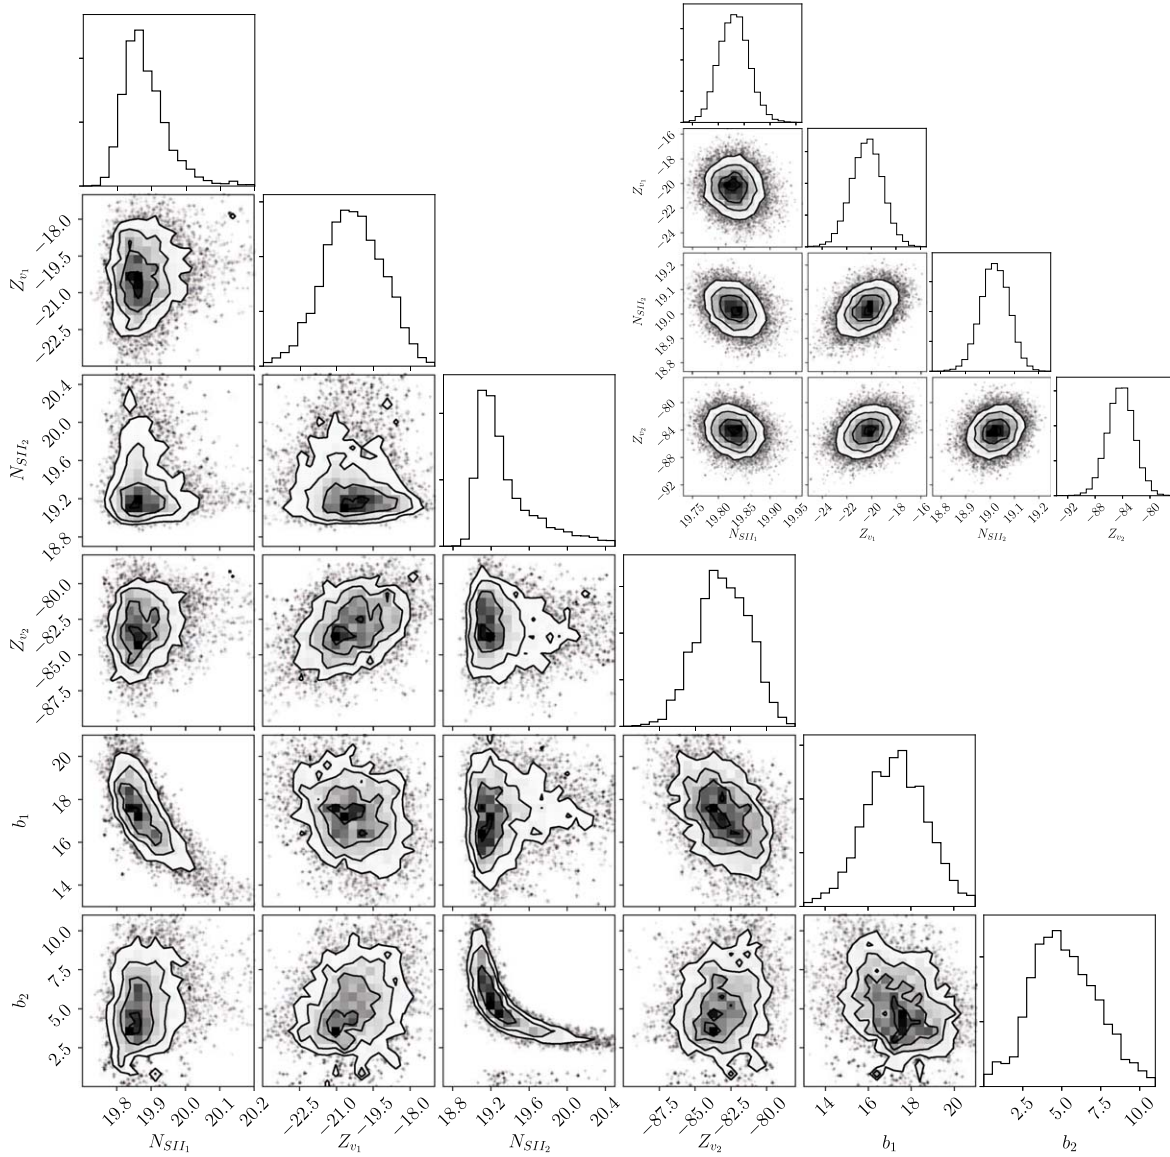 −16
−18
−20
−22
−24
Z_{v_1}
−18.0
−19.5
−21.0
−22.5
Z_{v_1}
19.2
19.1
19.0
18.9
18.8
N_{SII_2}
20.4
20.0
19.6
19.2
18.8
N_{SII_2}
−80
−84
−88
−92
Z_{v_2}
19.75 19.80 19.85 19.90 19.95
N_{SII_1}
−24 −22 −20 −18 −16
Z_{v_1}
18.8 18.9 19.0 19.1 19.2
N_{SII_2}
−92 −88 −84 −80
Z_{v_2}
−80.0
−82.5
−85.0
−87.5
Z_{v_2}
20
18
16
14
b_1
10.0
7.5
5.0
2.5
b_2
19.8 19.9 20.0 20.1 20.2
N_{SII_1}
−22.5 −21.0 −19.5 −18.0
Z_{v_1}
18.8 19.2 19.6 20.0 20.4
N_{SII_2}
−87.5 −85.0 −82.5 −80.0
Z_{v_2}
14 16 18 20
b_1
2.5 5.0 7.5 10.0
b_2